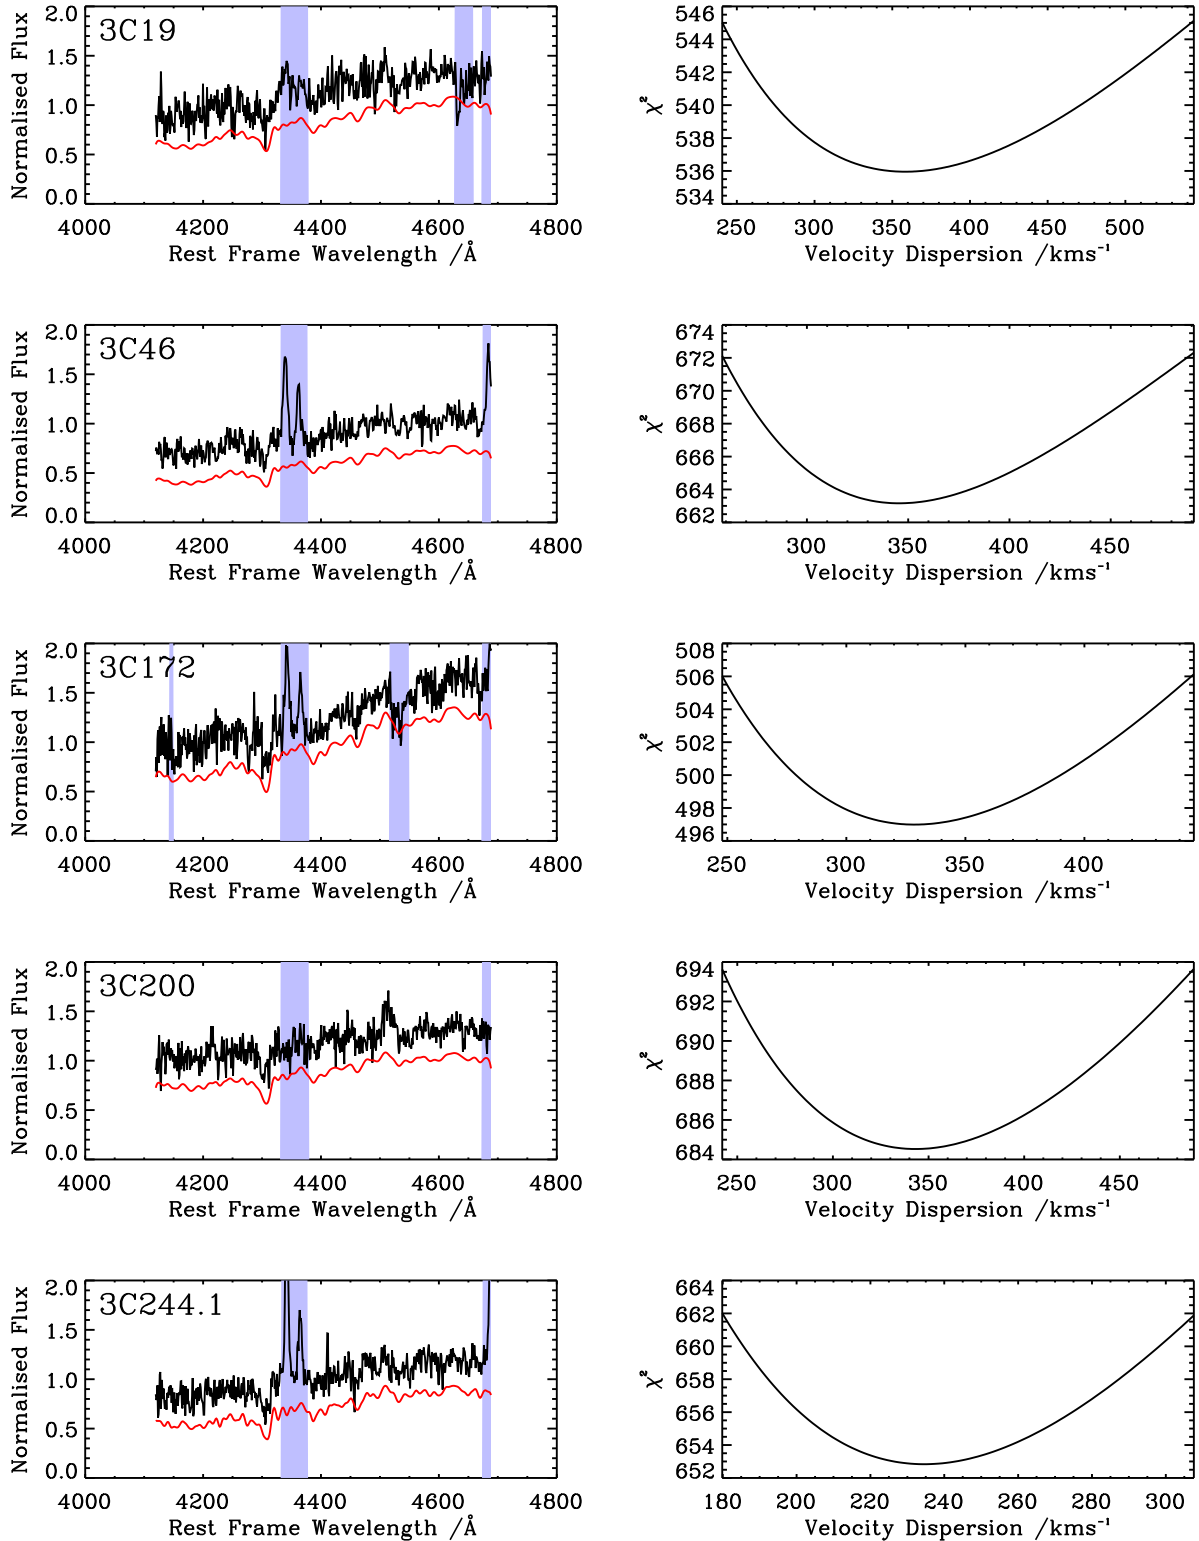 3C19
Normalised Flux
2.0
1.5
1.0
0.5
0.0
4000 4200 4400 4600 4800
Rest Frame Wavelength /Å
χ²
546
544
542
540
538
536
534
250 300 350 400 450 500
Velocity Dispersion /kms⁻¹
3C46
Normalised Flux
2.0
1.5
1.0
0.5
0.0
4000 4200 4400 4600 4800
Rest Frame Wavelength /Å
χ²
674
672
670
668
666
664
662
300 350 400 450
Velocity Dispersion /kms⁻¹
3C172
Normalised Flux
2.0
1.5
1.0
0.5
0.0
4000 4200 4400 4600 4800
Rest Frame Wavelength /Å
χ²
508
506
504
502
500
498
496
250 300 350 400
Velocity Dispersion /kms⁻¹
3C200
Normalised Flux
2.0
1.5
1.0
0.5
0.0
4000 4200 4400 4600 4800
Rest Frame Wavelength /Å
χ²
694
692
690
688
686
684
250 300 350 400 450
Velocity Dispersion /kms⁻¹
3C244.1
Normalised Flux
2.0
1.5
1.0
0.5
0.0
4000 4200 4400 4600 4800
Rest Frame Wavelength /Å
χ²
664
662
660
658
656
654
652
180 200 220 240 260 280 300
Velocity Dispersion /kms⁻¹